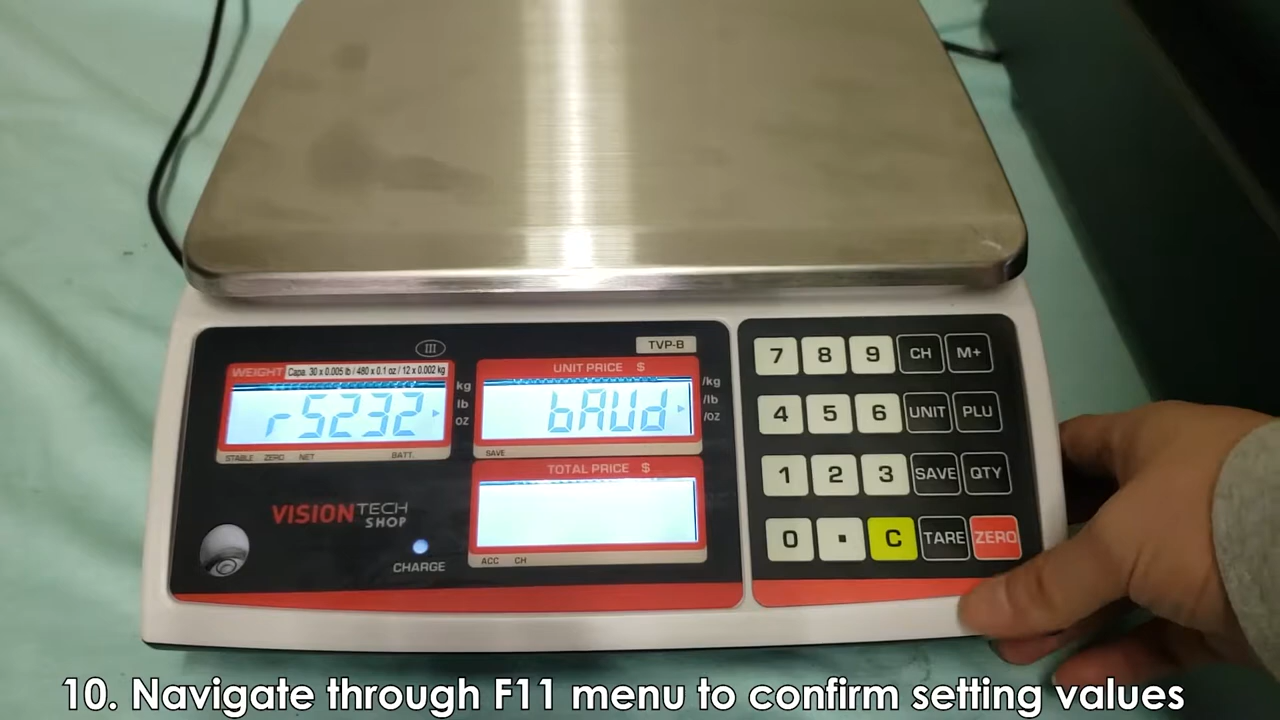 III
TVP-B
WEIGHT Capa. 30 x 0.005 lb / 480 x 0.1 oz / 12 x 0.002 kg
rS232
kg
lb
oz
STABLE ZERO NET BATT.
UNIT PRICE $
bAUd
/kg
/lb
/oz
SAVE
TOTAL PRICE $
ACC CH
VISIONTECH
SHOP
CHARGE
7 8 9 CH M+
4 5 6 UNIT PLU
1 2 3 SAVE QTY
0 . C TARE ZERO
10. Navigate through F11 menu to confirm setting values